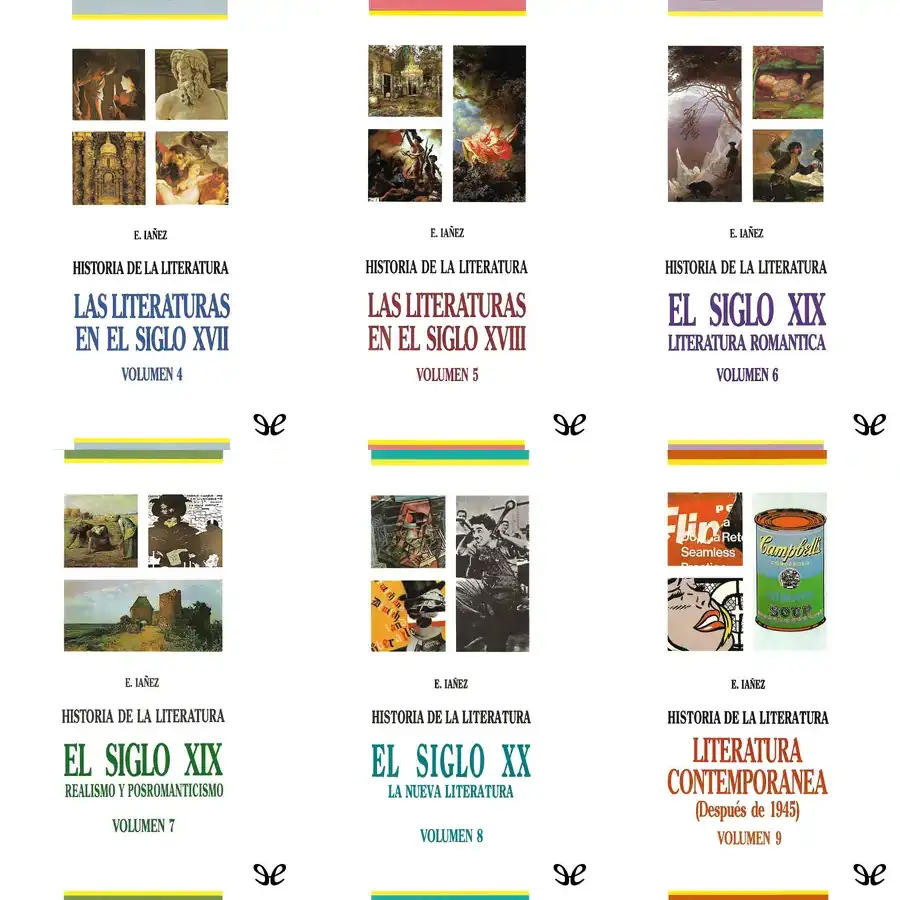 E. IAÑEZ
HISTORIA DE LA LITERATURA
LAS LITERATURAS
EN EL SIGLO XVII
VOLUMEN 4
E. IAÑEZ
HISTORIA DE LA LITERATURA
LAS LITERATURAS
EN EL SIGLO XVIII
VOLUMEN 5
E. IAÑEZ
HISTORIA DE LA LITERATURA
EL SIGLO XIX
LITERATURA ROMANTICA
VOLUMEN 6
E. IAÑEZ
HISTORIA DE LA LITERATURA
EL SIGLO XIX
REALISMO Y POSROMANTICISMO
VOLUMEN 7
E. IAÑEZ
HISTORIA DE LA LITERATURA
EL SIGLO XX
LA NUEVA LITERATURA
VOLUMEN 8
Flin
Seamless
Campbell's
SOUP
E. IAÑEZ
HISTORIA DE LA LITERATURA
LITERATURA
CONTEMPORANEA
(Después de 1945)
VOLUMEN 9